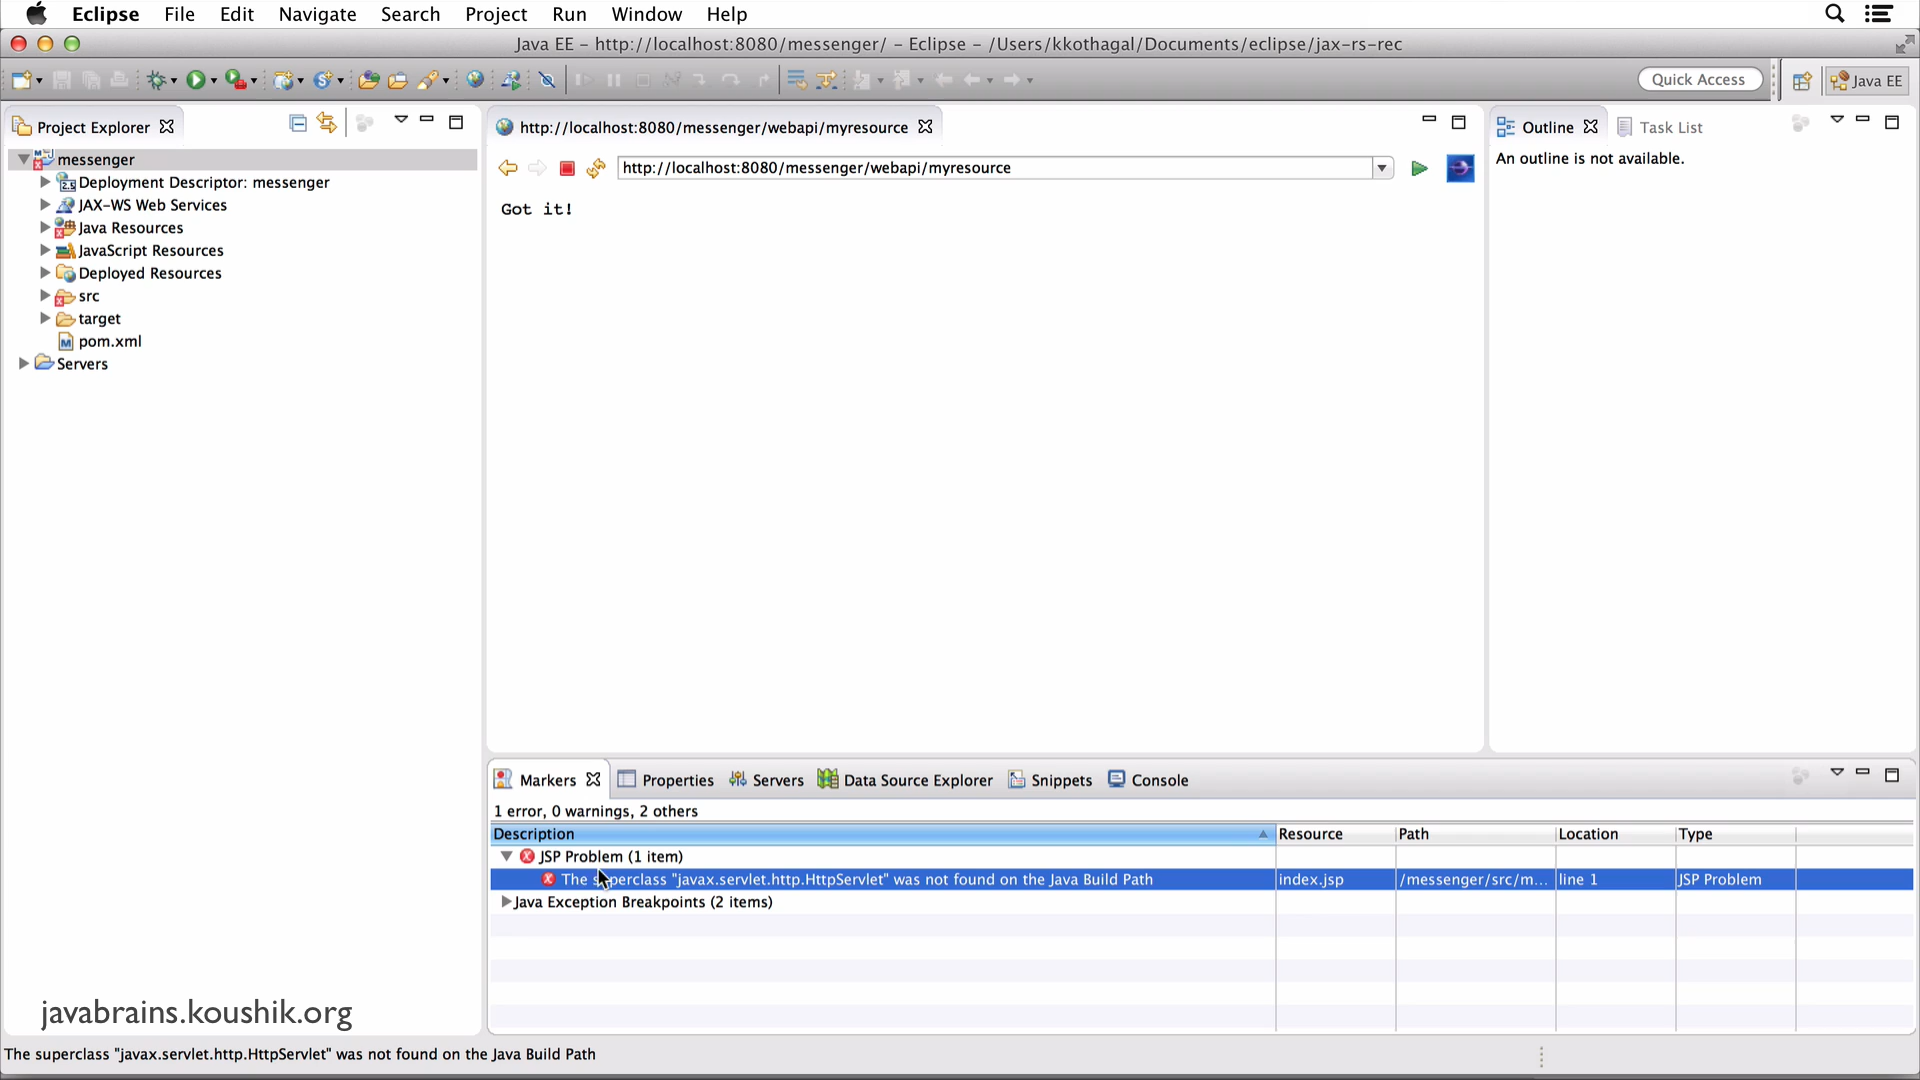 Eclipse File Edit Navigate Search Project Run Window Help
Java EE – http://localhost:8080/messenger/ – Eclipse – /Users/kkothagal/Documents/eclipse/jax-rs-rec
Quick Access
Java EE
Project Explorer
messenger
Deployment Descriptor: messenger
JAX-WS Web Services
Java Resources
JavaScript Resources
Deployed Resources
src
target
pom.xml
Servers
http://localhost:8080/messenger/webapi/myresource
http://localhost:8080/messenger/webapi/myresource
Got it!
Outline Task List
An outline is not available.
Markers Properties Servers Data Source Explorer Snippets Console
1 error, 0 warnings, 2 others
Description Resource Path Location Type
JSP Problem (1 item)
The superclass "javax.servlet.http.HttpServlet" was not found on the Java Build Path index.jsp /messenger/src/m... line 1 JSP Problem
Java Exception Breakpoints (2 items)
javabrains.koushik.org
The superclass "javax.servlet.http.HttpServlet" was not found on the Java Build Path